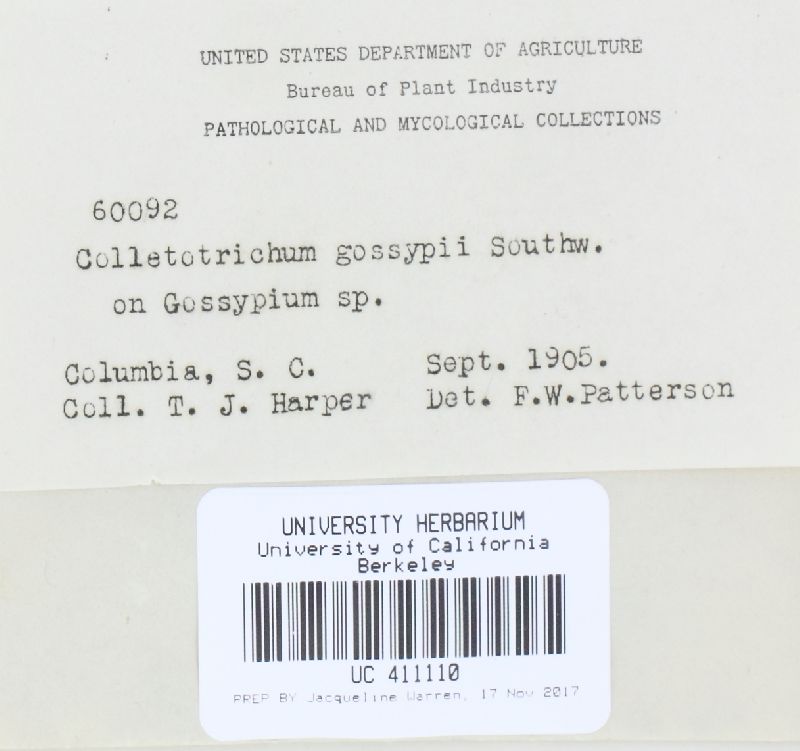 UNITED STATES DEPARTMENT OF AGRICULTURE
Bureau of Plant Industry
PATHOLOGICAL AND MYCOLOGICAL COLLECTIONS
60092
Colletotrichum gossypii Southw.
on Gossypium sp.
Columbia, S. C. Sept. 1905.
Coll. T. J. Harper Det. F.W.Patterson
UNIVERSITY HERBARIUM
University of California
Berkeley
UC 411110
PREP BY Jacqueline Warren, 17 Nov 2017